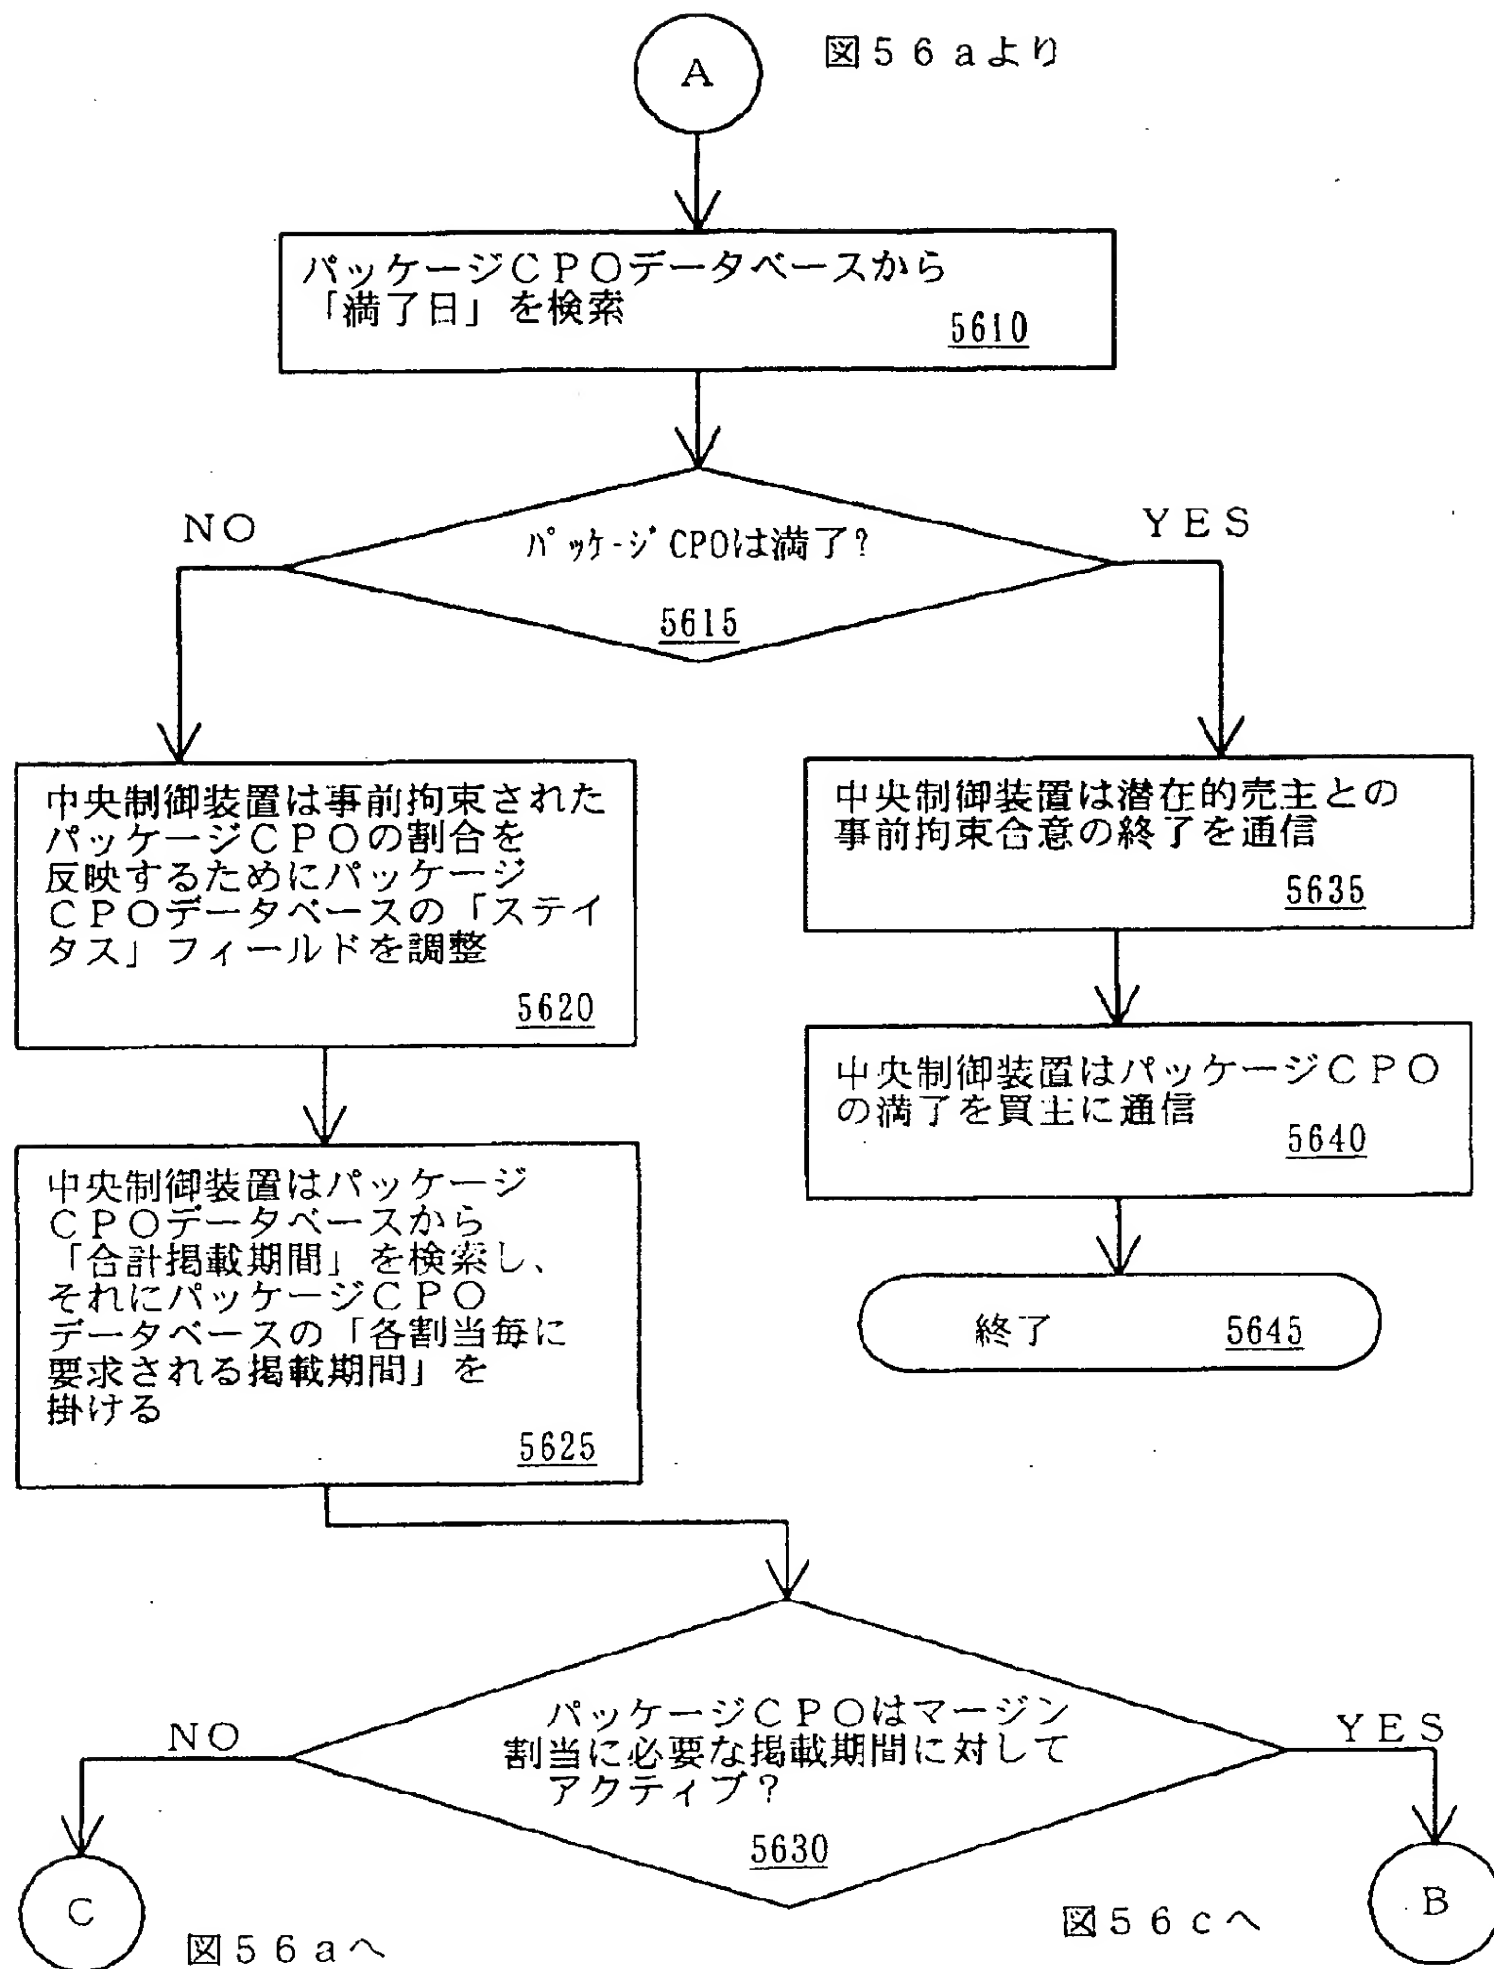 A
図56aより
パッケージCPOデータベースから
「満了日」を検索
5610
NO
YES
ﾊﾟｯｹｰｼﾞCPOは満了?
5615
中央制御装置は事前拘束された
パッケージCPOの割合を
反映するためにパッケージ
CPOデータベースの「ステイ
タス」フィールドを調整
5620
中央制御装置は潜在的売主との
事前拘束合意の終了を通信
5635
中央制御装置はパッケージCPO
の満了を買主に通信
5640
中央制御装置はパッケージ
CPOデータベースから
「合計掲載期間」を検索し、
それにパッケージCPO
データベースの「各割当毎に
要求される掲載期間」を
掛ける
5625
終了 5645
NO
YES
パッケージCPOはマージン
割当に必要な掲載期間に対して
アクティブ?
5630
C
図56aへ
図56cへ
B